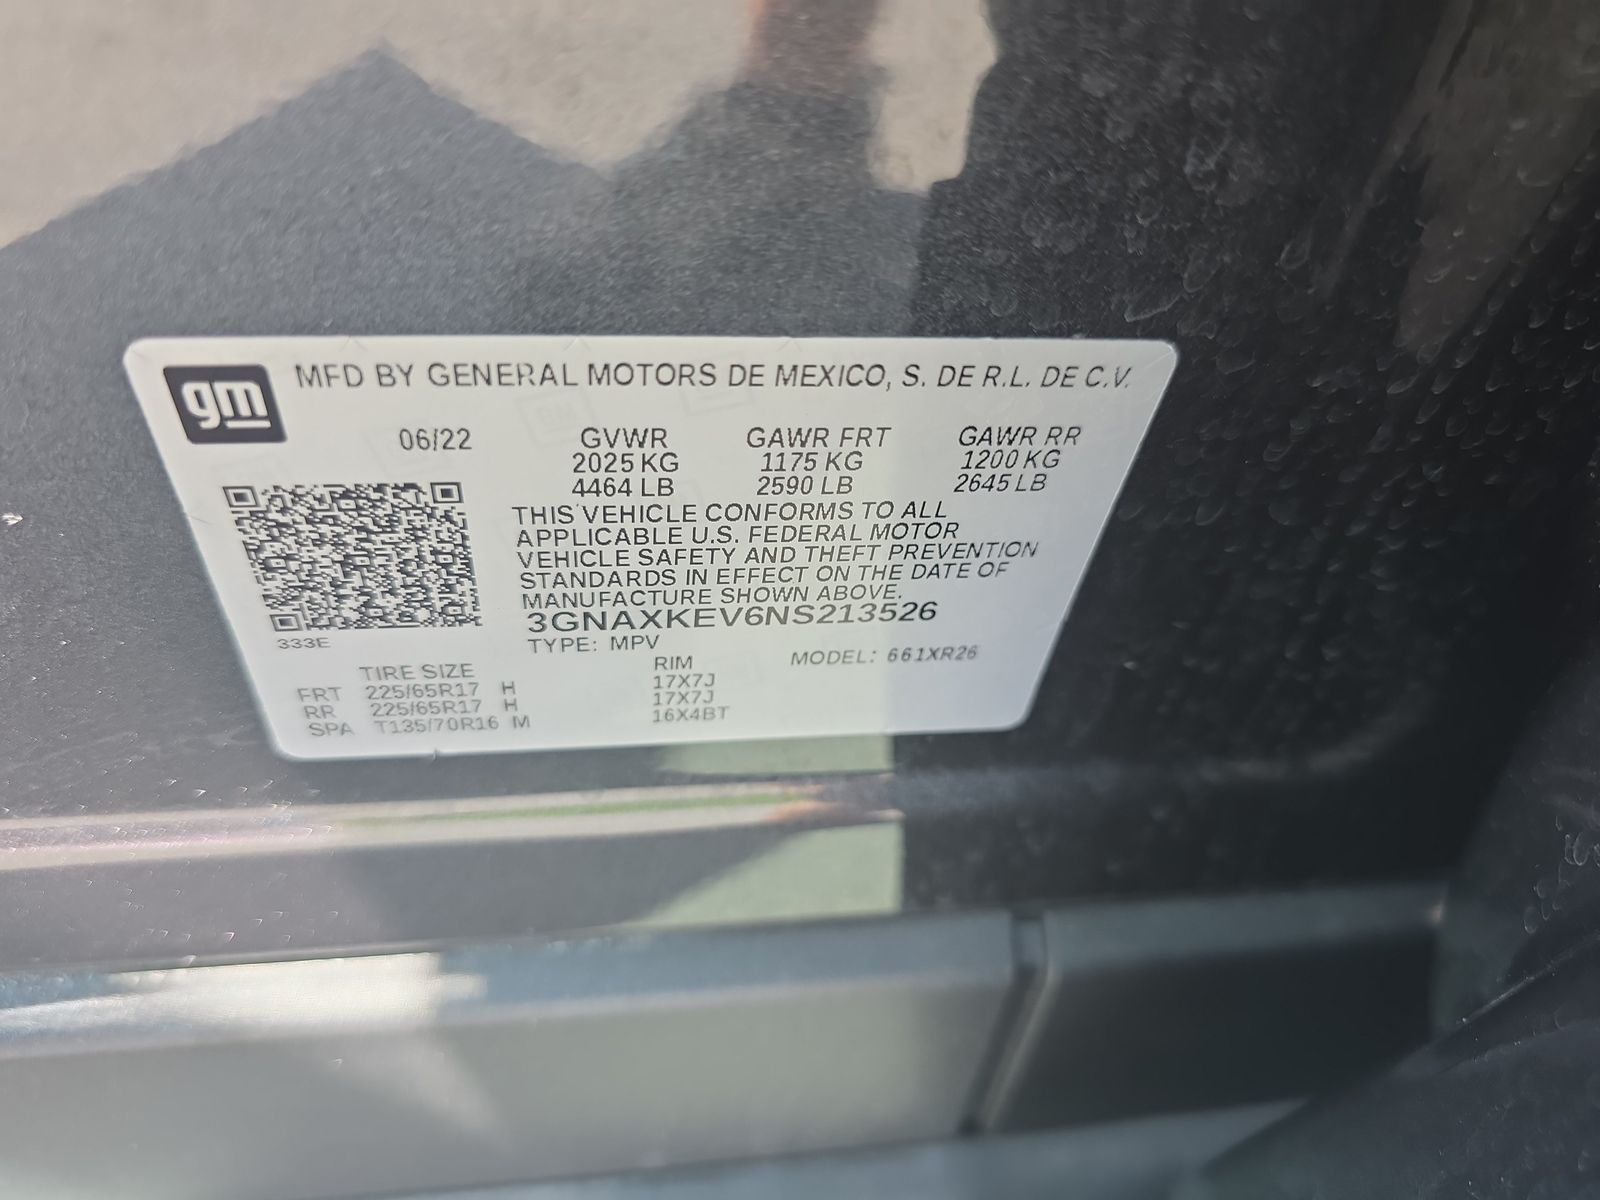 gm MFD BY GENERAL MOTORS DE MEXICO, S. DE R.L. DE C.V.
06/22 GVWR GAWR FRT GAWR RR
2025 KG 1175 KG 1200 KG
4464 LB 2590 LB 2645 LB
THIS VEHICLE CONFORMS TO ALL
APPLICABLE U.S. FEDERAL MOTOR
VEHICLE SAFETY AND THEFT PREVENTION
STANDARDS IN EFFECT ON THE DATE OF
MANUFACTURE SHOWN ABOVE.
3GNAXKEV6NS213526
333E TYPE: MPV MODEL: 661XR26
TIRE SIZE RIM
FRT 225/65R17 H 17X7J
RR 225/65R17 H 17X7J
SPA T135/70R16 M 16X4BT